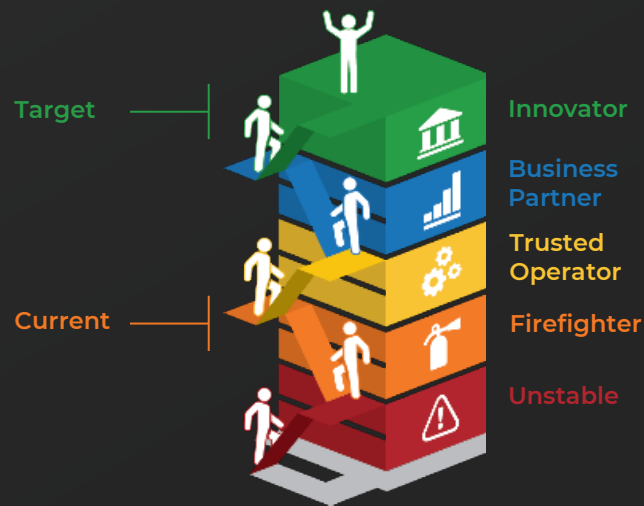 Target
Innovator
Business
Partner
Trusted
Operator
Current
Firefighter
Unstable